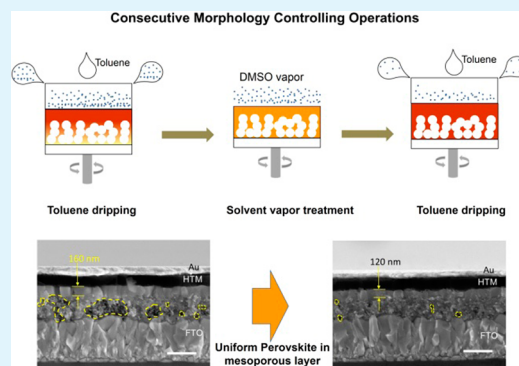 Consecutive Morphology Controlling Operations
Toluene
DMSO vapor
Toluene
Toluene dripping
Solvent vapor treatment
Toluene dripping
160 nm
Au
HTM
FTO
Uniform Perovskite in
mesoporous layer
120 nm
Au
HTM
FTO